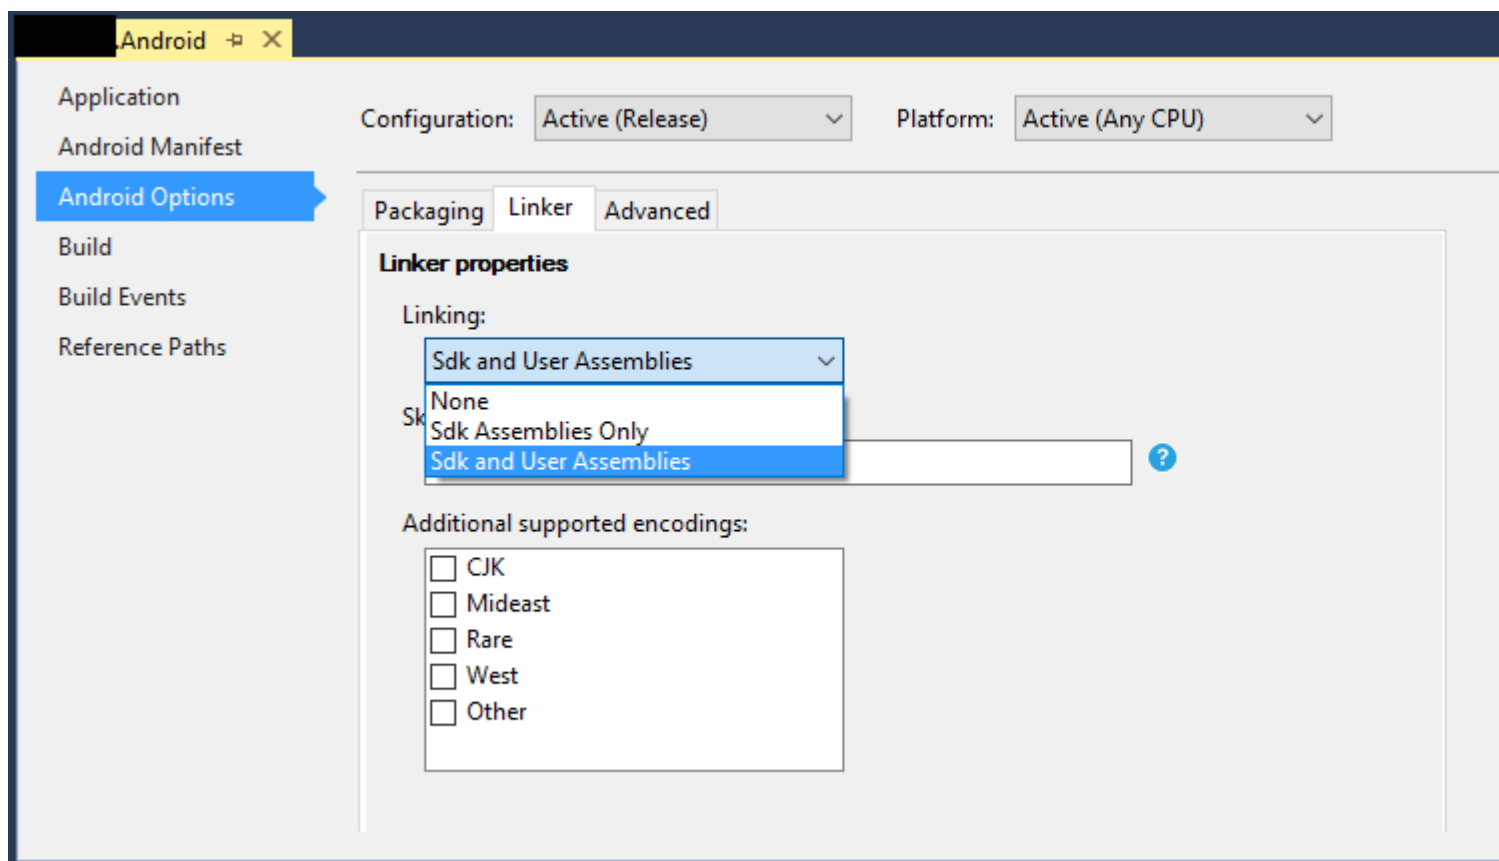 .Android
Application
Android Manifest
Android Options
Build
Build Events
Reference Paths
Configuration: Active (Release) Platform: Active (Any CPU)
Packaging Linker Advanced
Linker properties
Linking:
Sdk and User Assemblies
None
Sdk Assemblies Only
Sdk and User Assemblies
?
Additional supported encodings:
CJK
Mideast
Rare
West
Other